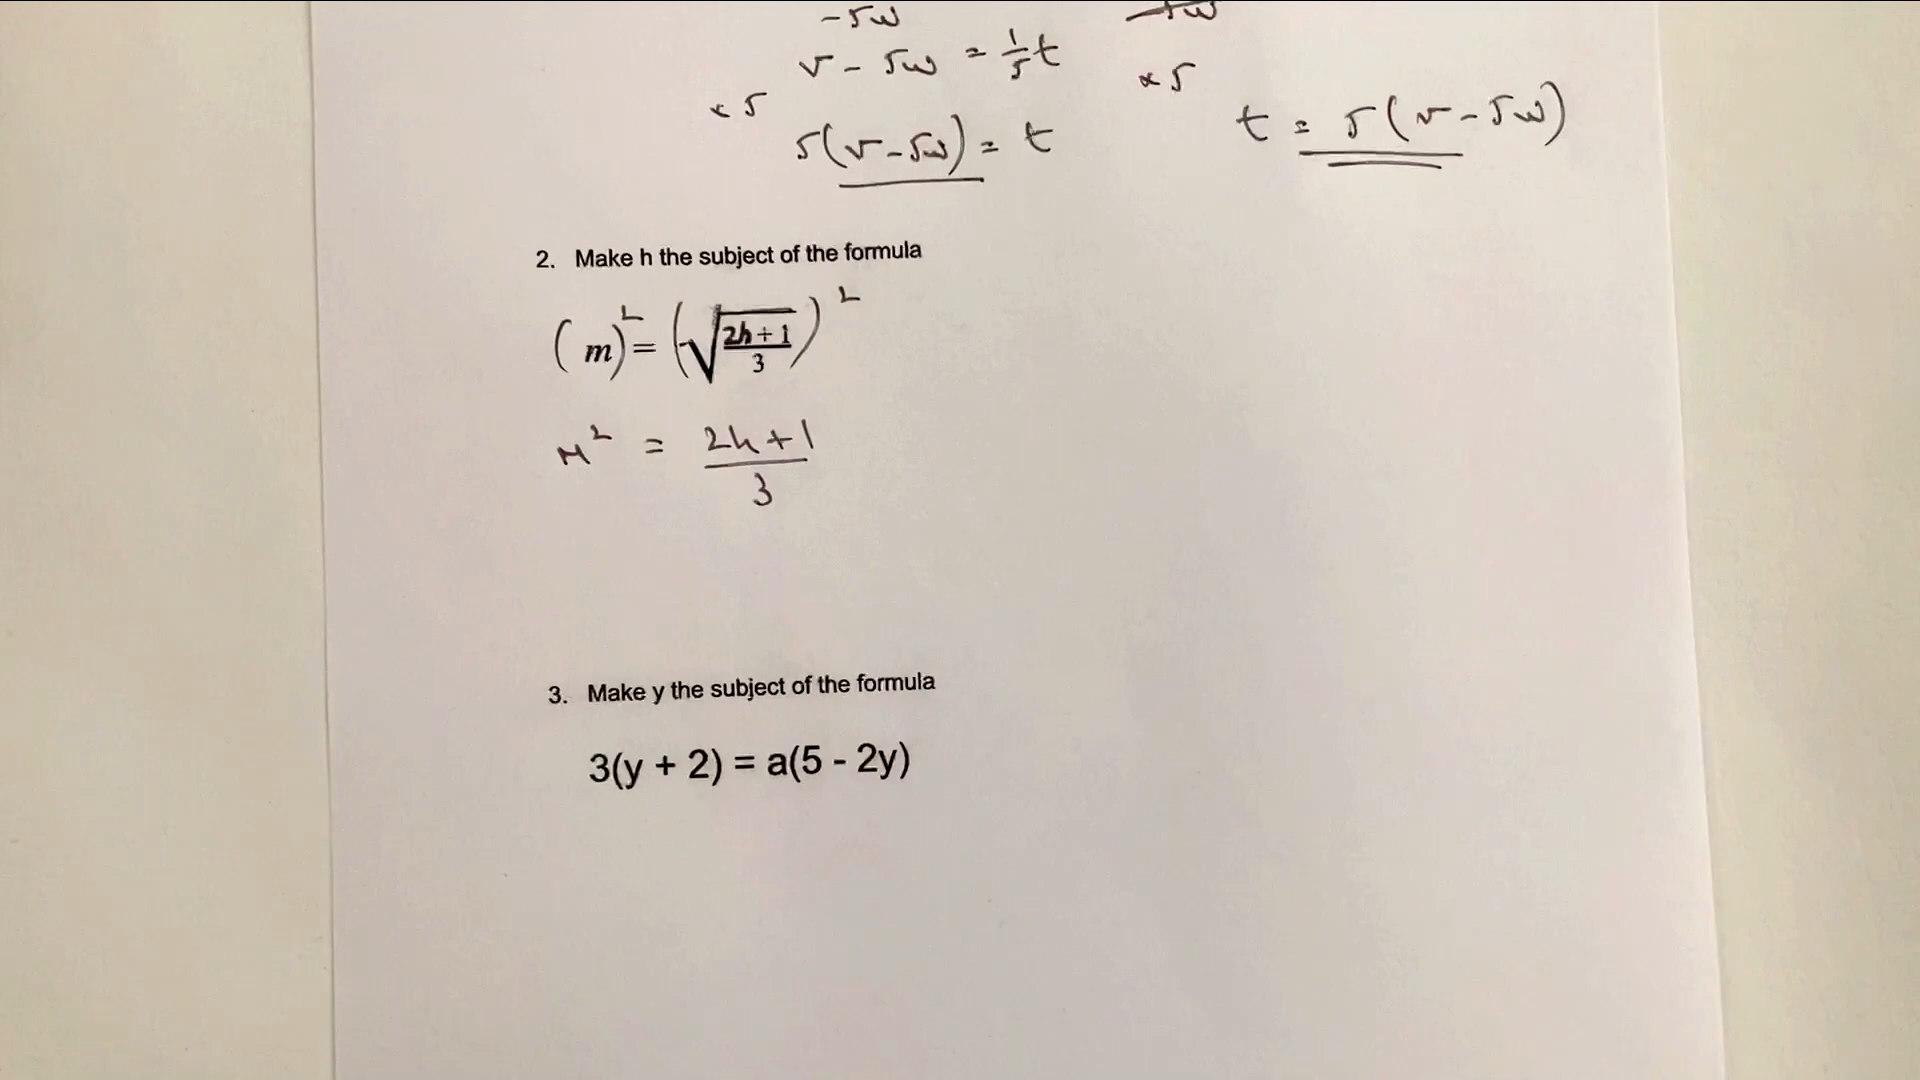 -5w
v - 5w = 1/5 t
×5 ×5
5(v-5w) = t t = 5(v-5w)
2. Make h the subject of the formula
(m)² = (√((2h+1)/3))²
M² = (2h+1)/3
3. Make y the subject of the formula
3(y + 2) = a(5 - 2y)